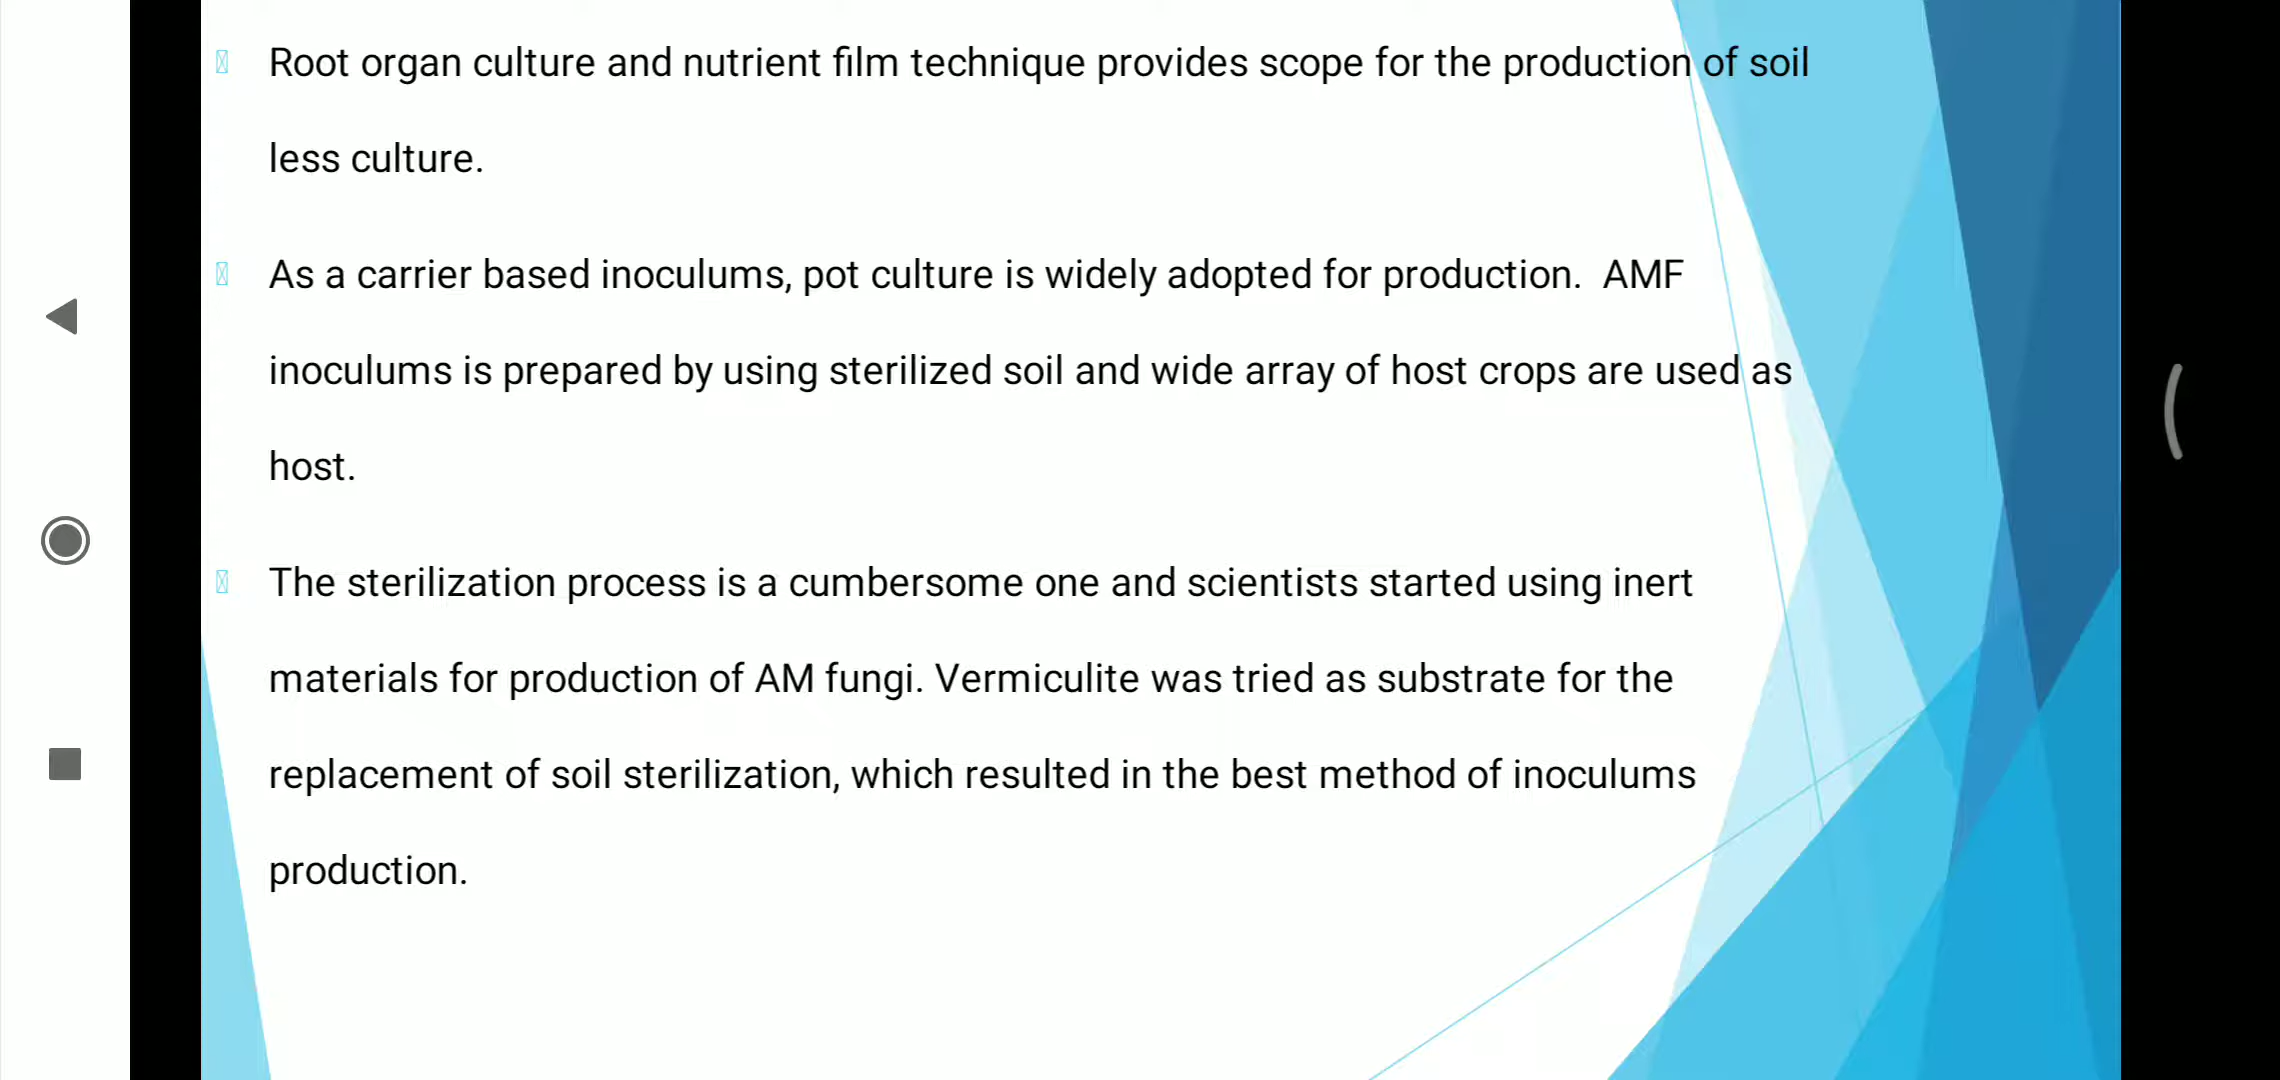 Root organ culture and nutrient film technique provides scope for the production of soil
less culture.
As a carrier based inoculums, pot culture is widely adopted for production.  AMF
inoculums is prepared by using sterilized soil and wide array of host crops are used as
host.
The sterilization process is a cumbersome one and scientists started using inert
materials for production of AM fungi. Vermiculite was tried as substrate for the
replacement of soil sterilization, which resulted in the best method of inoculums
production.